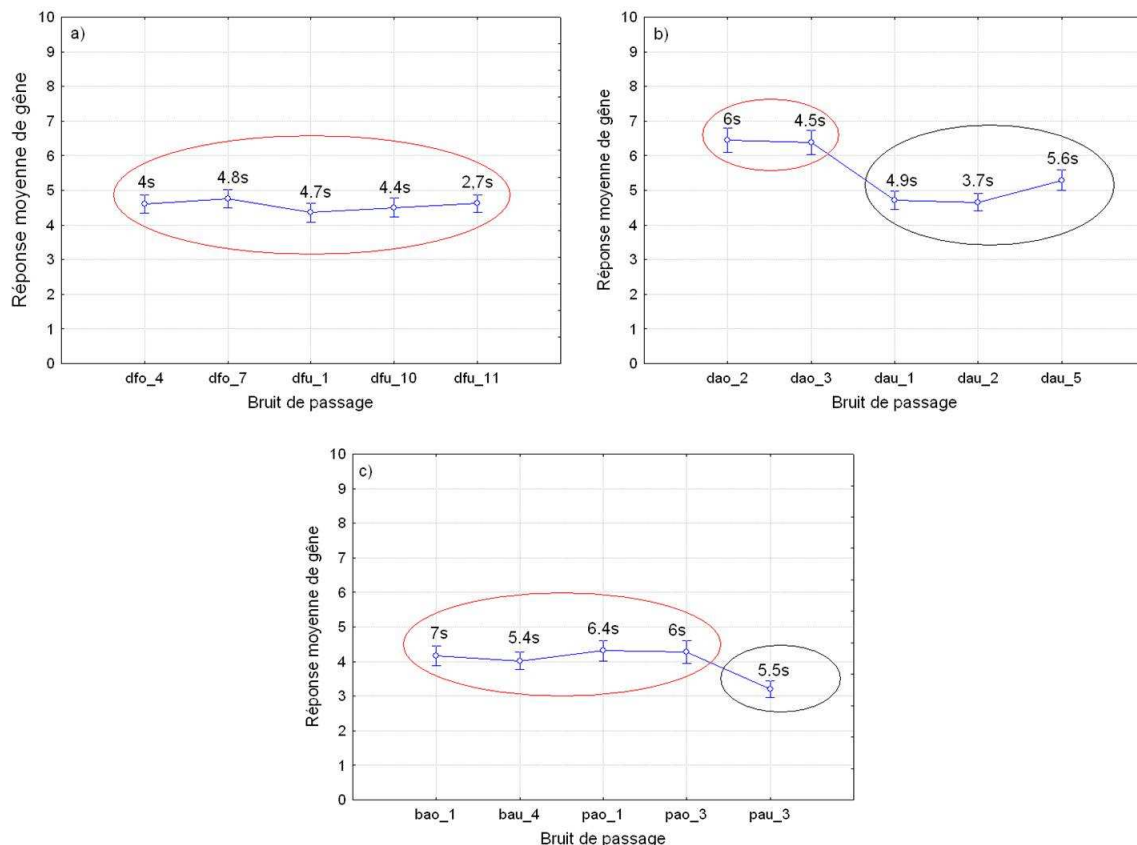 a)
10
9
8
7
6
5
4
3
2
1
0
Réponse moyenne de gêne
4s
4.8s
4.7s
4.4s
2,7s
dfo_4 dfo_7 dfu_1 dfu_10 dfu_11
Bruit de passage
b)
10
9
8
7
6
5
4
3
2
1
0
Réponse moyenne de gêne
6s
4.5s
4.9s
3.7s
5.6s
dao_2 dao_3 dau_1 dau_2 dau_5
Bruit de passage
c)
10
9
8
7
6
5
4
3
2
1
0
Réponse moyenne de gêne
7s
5.4s
6.4s
6s
5.5s
bao_1 bau_4 pao_1 pao_3 pau_3
Bruit de passage